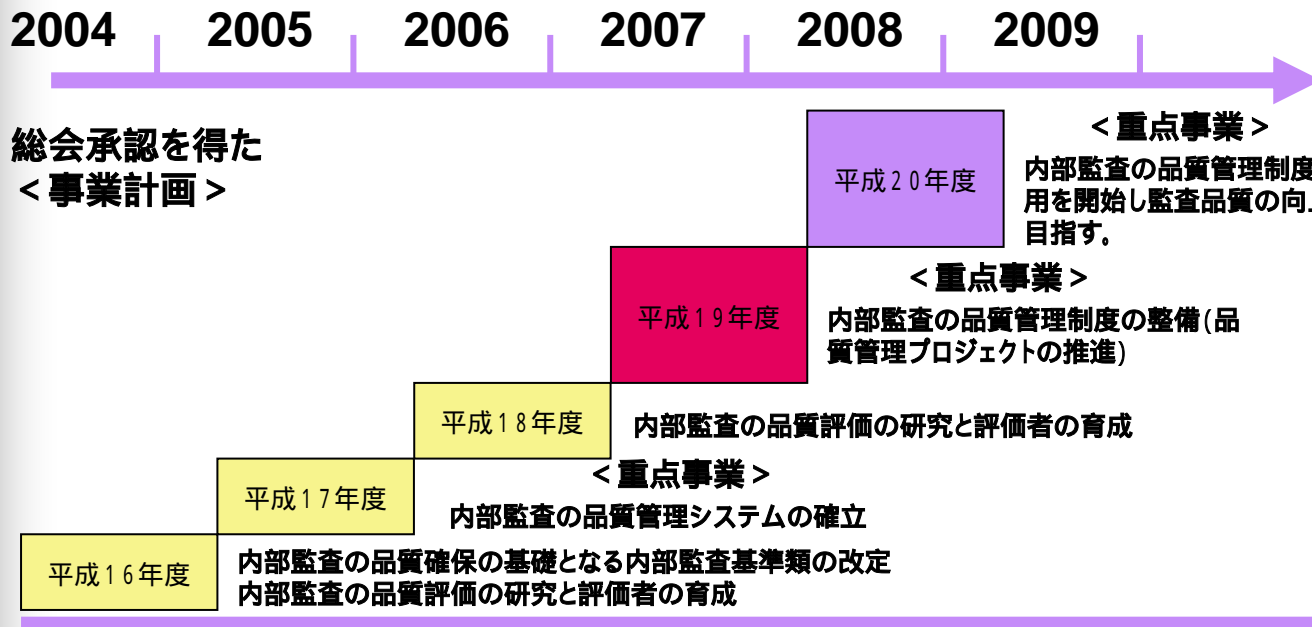 2004 2005 2006 2007 2008 2009
総会承認を得た
<事業計画>
<重点事業>
平成20年度
内部監査の品質管理制度
用を開始し監査品質の向
目指す。
<重点事業>
平成19年度
内部監査の品質管理制度の整備(品
質管理プロジェクトの推進)
平成18年度
内部監査の品質評価の研究と評価者の育成
<重点事業>
平成17年度
内部監査の品質管理システムの確立
平成16年度
内部監査の品質確保の基礎となる内部監査基準類の改定
内部監査の品質評価の研究と評価者の育成